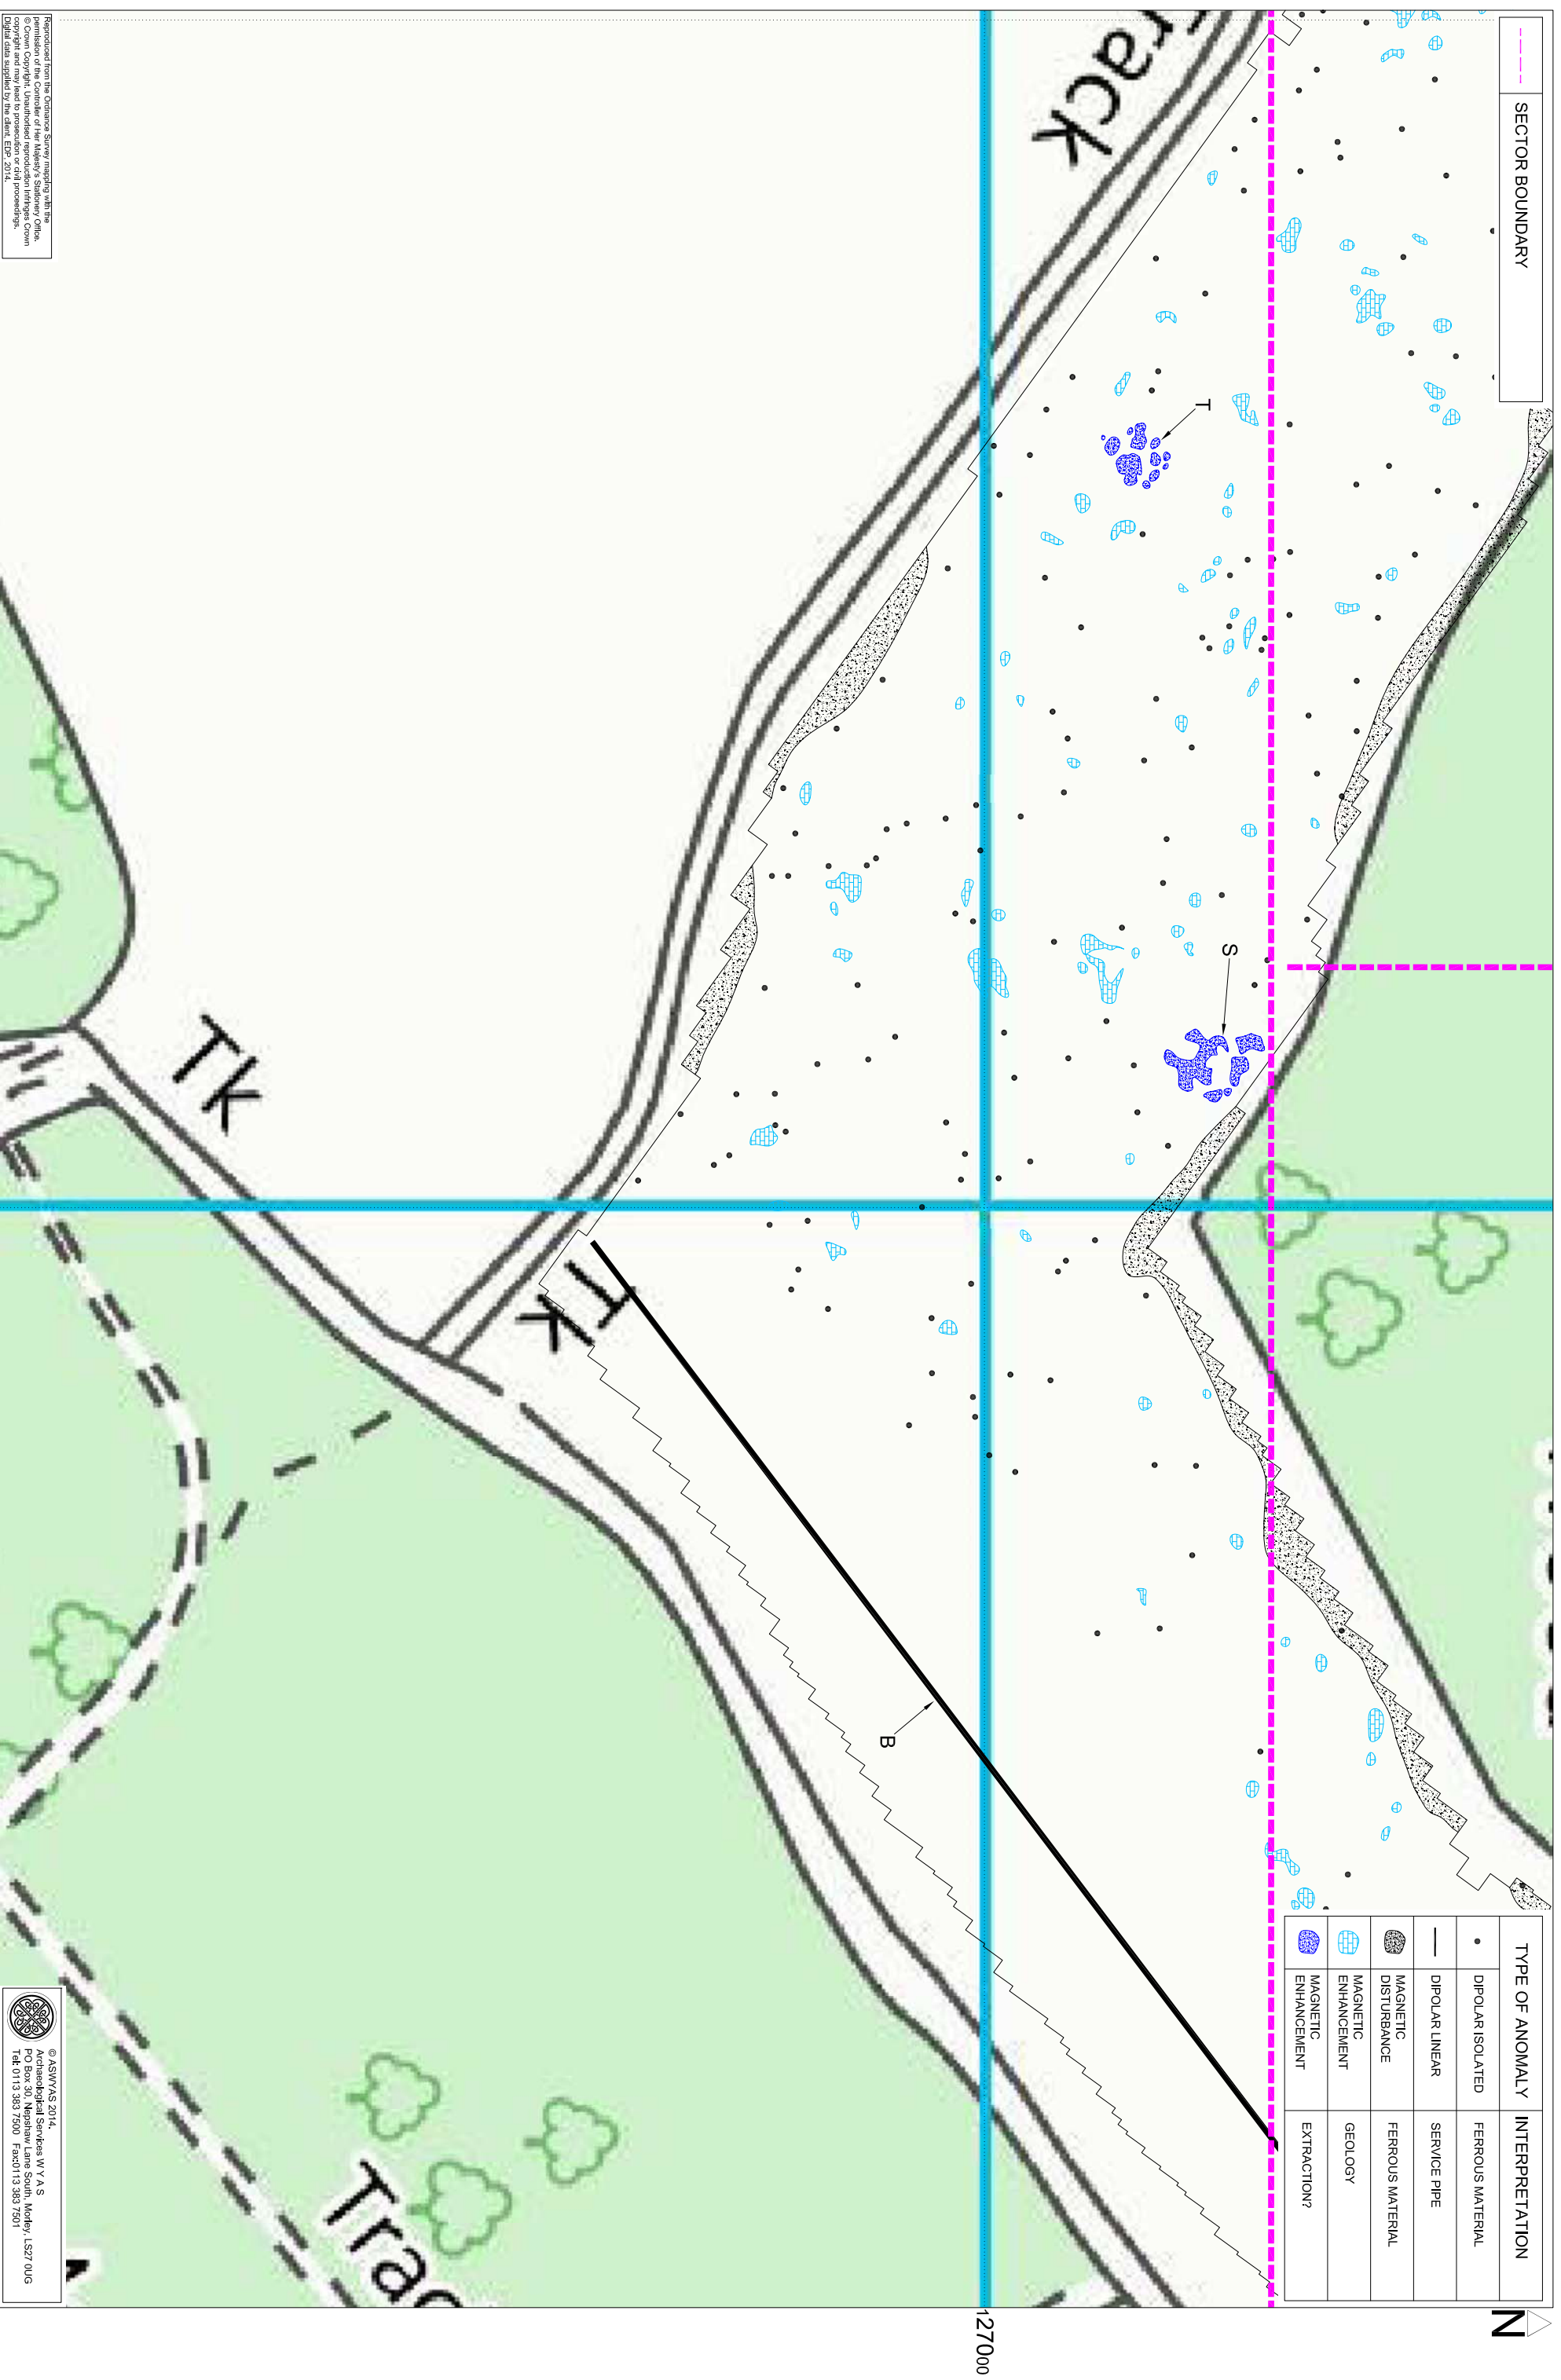 SECTOR BOUNDARY
TYPE OF ANOMALY INTERPRETATION
DIPOLAR ISOLATED FERROUS MATERIAL
DIPOLAR LINEAR SERVICE PIPE
MAGNETIC
DISTURBANCE
FERROUS MATERIAL
MAGNETIC
ENHANCEMENT
GEOLOGY
MAGNETIC
ENHANCEMENT
EXTRACTION?
N
T
S
B
Track
Tk
Tk
Trac
127000
Reproduced from the Ordnance Survey mapping with the
permission of the Controller of Her Majesty's Stationery Office.
© Crown Copyright. Unauthorised reproduction infringes Crown
copyright and may lead to prosecution or civil proceedings.
Digital data supplied by the client, EDP, 2014.
© ASWYAS 2014.
Archaeological Services W Y A S
PO Box 30, Nepshaw Lane South, Morley, LS27 0UG
Tel: 0113 383 7500 Fax:0113 383 7501